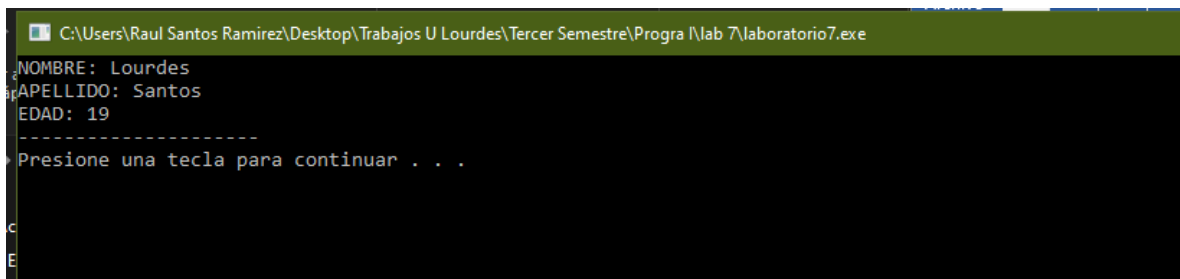 C:\Users\Raul Santos Ramirez\Desktop\Trabajos U Lourdes\Tercer Semestre\Progra I\lab 7\laboratorio7.exe
NOMBRE: Lourdes
APELLIDO: Santos
EDAD: 19
---------------------
Presione una tecla para continuar . . .